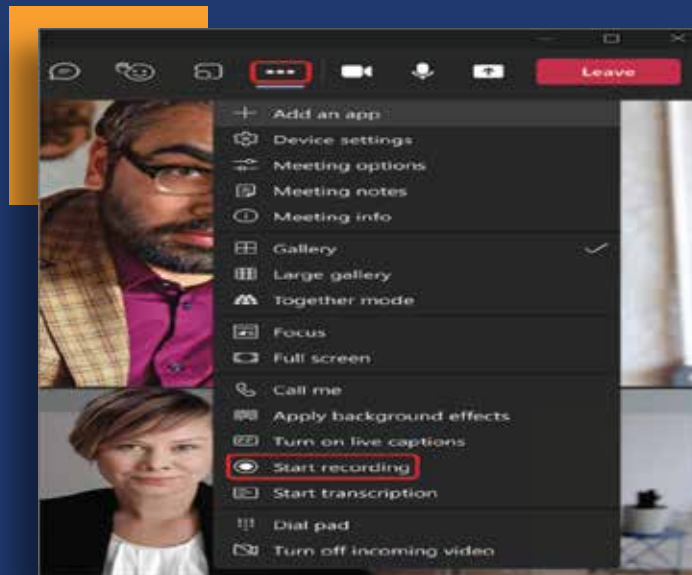 Leave
Add an app
Device settings
Meeting options
Meeting notes
Meeting info
Gallery
Large gallery
Together mode
Focus
Full screen
Call me
Apply background effects
Turn on live captions
Start recording
Start transcription
Dial pad
Turn off incoming video